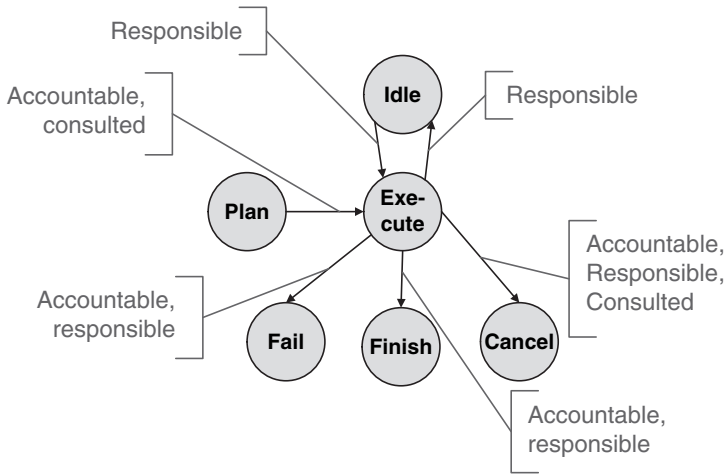 Responsible
Accountable,
consulted
Idle
Responsible
Plan
Exe-
cute
Accountable,
Responsible,
Consulted
Accountable,
responsible
Fail
Finish
Cancel
Accountable,
responsible